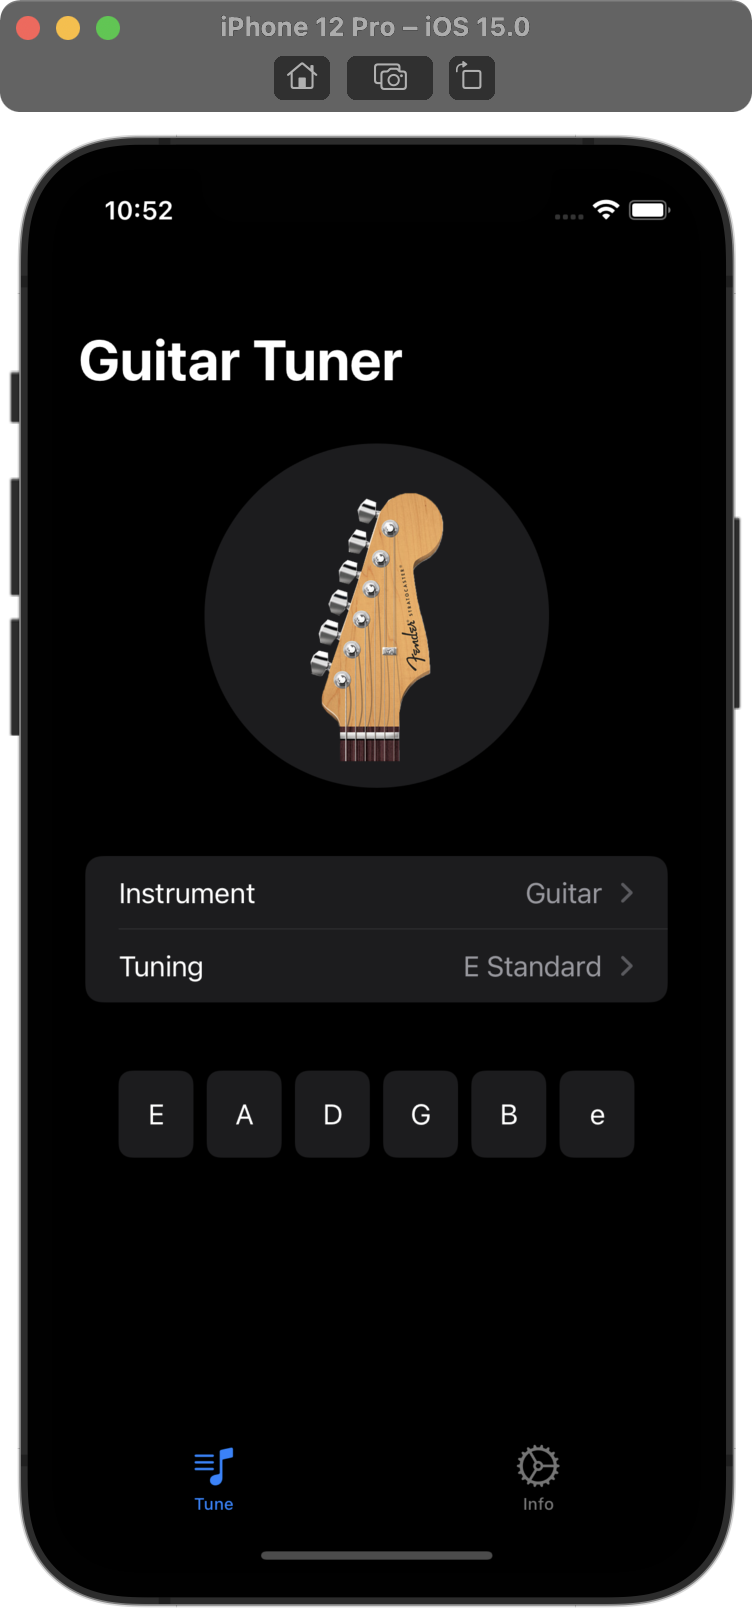 iPhone 12 Pro – iOS 15.0
10:52
Guitar Tuner
Fender STRATOCASTER
Instrument Guitar
Tuning E Standard
E A D G B e
Tune Info